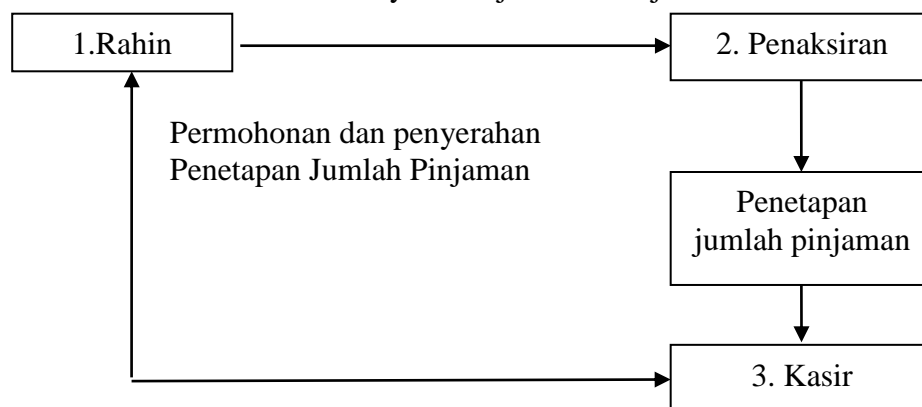 1.Rahin
2. Penaksiran
Permohonan dan penyerahan
Penetapan Jumlah Pinjaman
Penetapan
jumlah pinjaman
3. Kasir